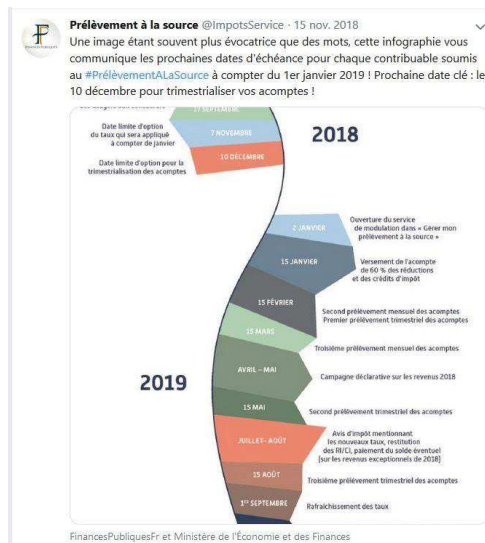 Prélèvement à la source @ImpotsService · 15 nov. 2018
Une image étant souvent plus évocatrice que des mots, cette infographie vous
communique les prochaines dates d'échéance pour chaque contribuable soumis
au #PrélèvementALaSource à compter du 1er janvier 2019 ! Prochaine date clé : le
10 décembre pour trimestrialiser vos acomptes !
FINANCES PUBLIQUES
SEPTEMBRE
2018
Date limite d'option
du taux qui sera appliqué
à compter de janvier
7 NOVEMBRE
Date limite d'option pour la
trimestrialisation des acomptes
10 DÉCEMBRE
2 JANVIER
Ouverture du service
de modulation dans « Gérer mon
prélèvement à la source »
15 JANVIER
Versement de l'acompte
de 60 % des réductions
et des crédits d'impôt
15 FÉVRIER
Second prélèvement mensuel des acomptes
Premier prélèvement trimestriel des acomptes
15 MARS
Troisième prélèvement mensuel des acomptes
2019
AVRIL – MAI
Campagne déclarative sur les revenus 2018
15 MAI
Second prélèvement trimestriel des acomptes
JUILLET- AOÛT
Avis d'impôt mentionnant
les nouveaux taux, restitution
des RI/CI, paiement du solde éventuel
(sur les revenus exceptionnels de 2018)
15 AOÛT
Troisième prélèvement trimestriel des acomptes
1ER SEPTEMBRE
Rafraîchissement des taux
FinancesPubliquesFr et Ministère de l'Économie et des Finances